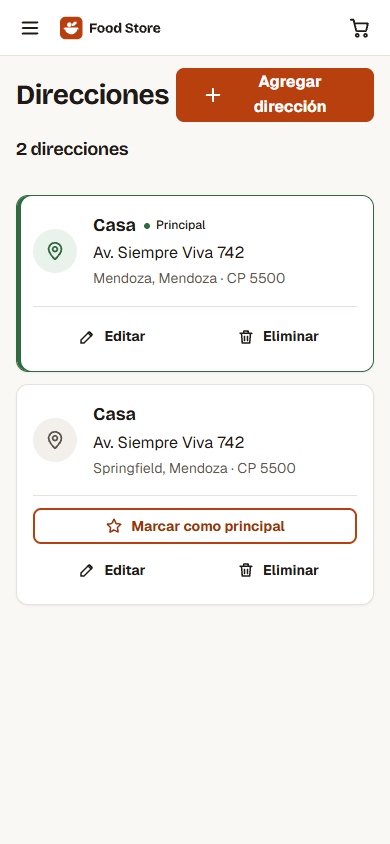 Food Store
Direcciones
Agregar
dirección
2 direcciones
Casa
Principal
Av. Siempre Viva 742
Mendoza, Mendoza · CP 5500
Editar
Eliminar
Casa
Av. Siempre Viva 742
Springfield, Mendoza · CP 5500
Marcar como principal
Editar
Eliminar